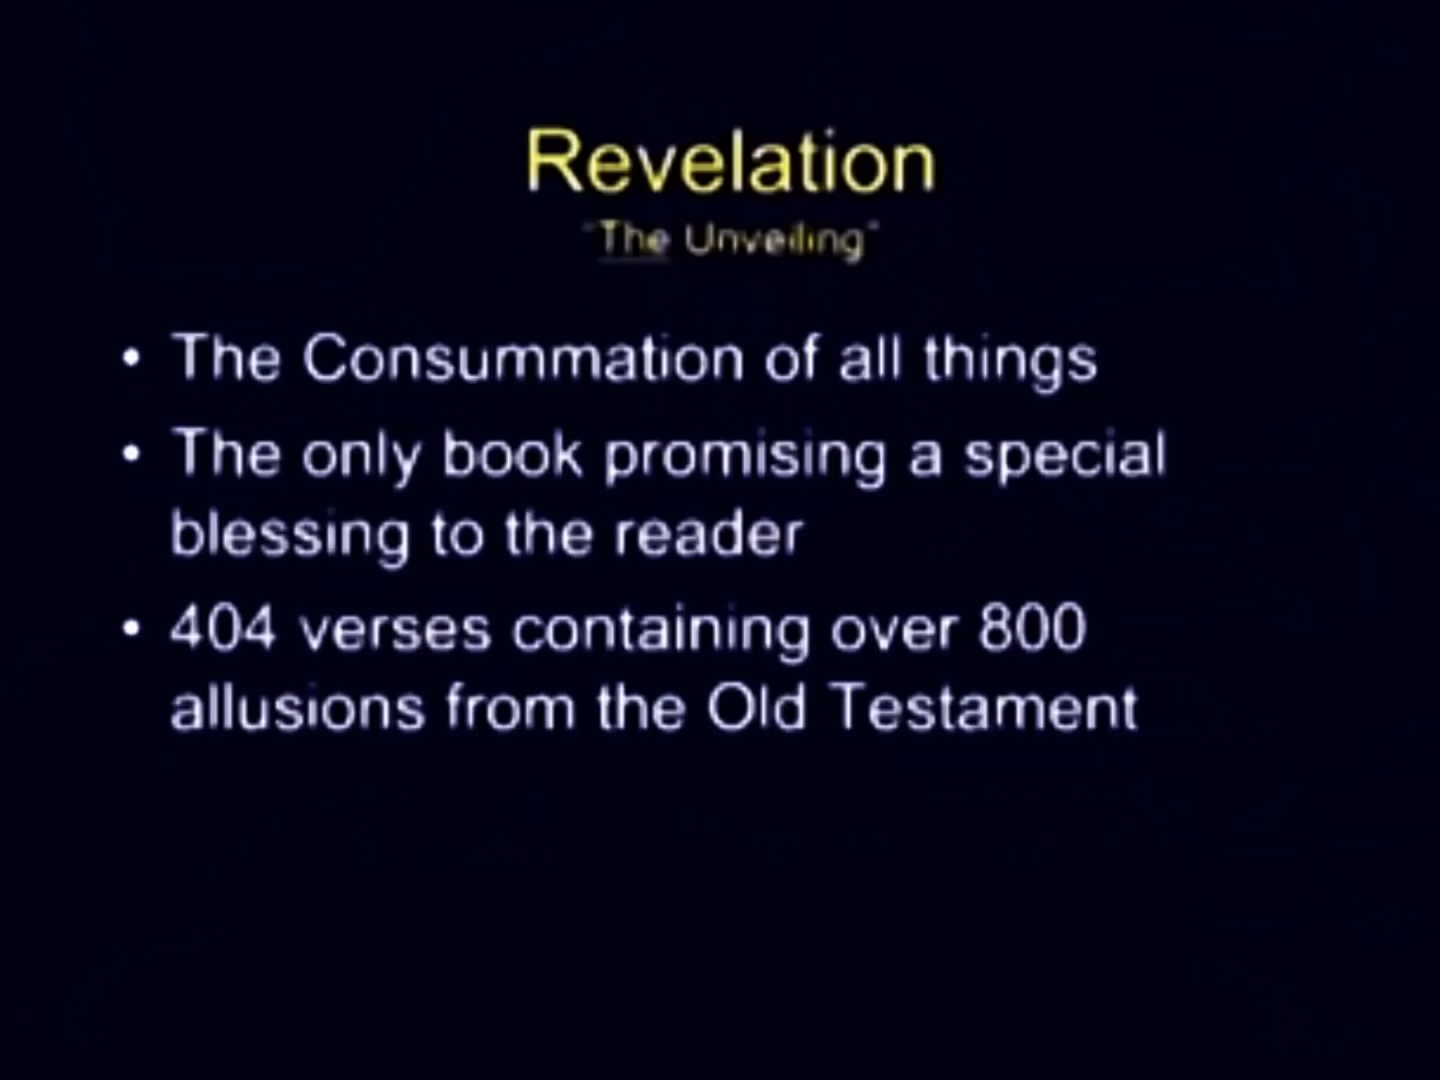 Revelation
"The Unveiling"
• The Consummation of all things
• The only book promising a special
blessing to the reader
• 404 verses containing over 800
allusions from the Old Testament